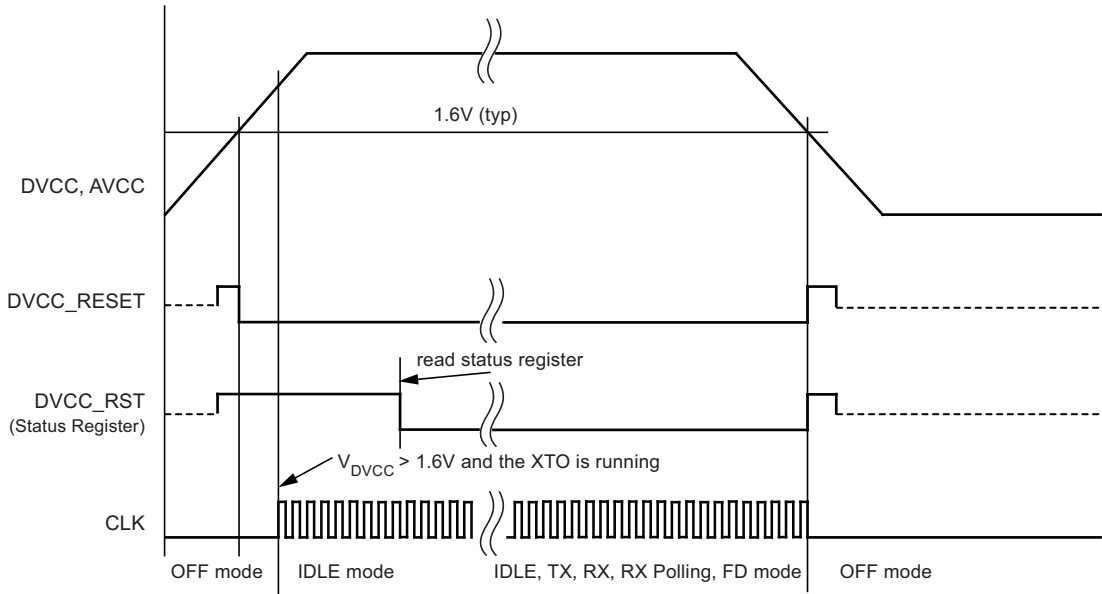 1.6V (typ)
DVCC, AVCC
DVCC_RESET
read status register
DVCC_RST
(Status Register)
VDVCC > 1.6V and the XTO is running
CLK
OFF mode
IDLE mode
IDLE, TX, RX, RX Polling, FD mode
OFF mode